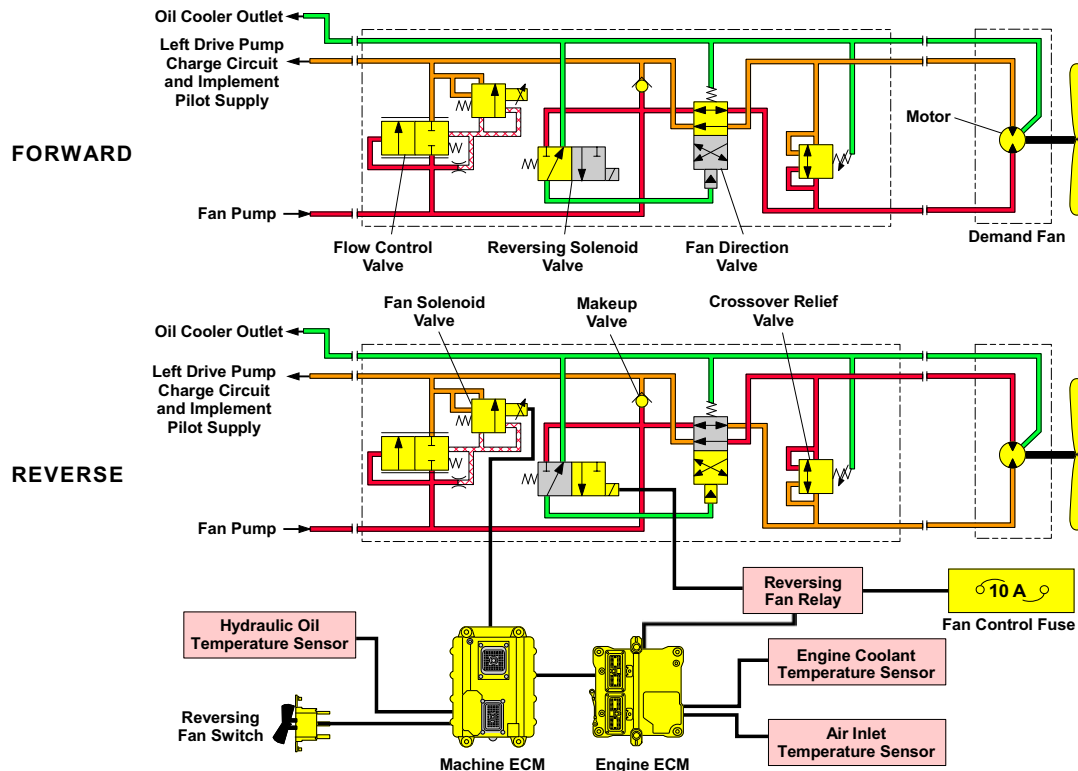 Oil Cooler Outlet
Left Drive Pump
Charge Circuit
and Implement
Pilot Supply
FORWARD
Motor
Fan Pump
Flow Control
Valve
Reversing Solenoid
Valve
Fan Direction
Valve
Demand Fan
Fan Solenoid
Valve
Makeup
Valve
Crossover Relief
Valve
Oil Cooler Outlet
Left Drive Pump
Charge Circuit
and Implement
Pilot Supply
REVERSE
Fan Pump
Reversing
Fan Relay
10 A
Fan Control Fuse
Hydraulic Oil
Temperature Sensor
Engine Coolant
Temperature Sensor
Reversing
Fan Switch
Air Inlet
Temperature Sensor
Machine ECM
Engine ECM